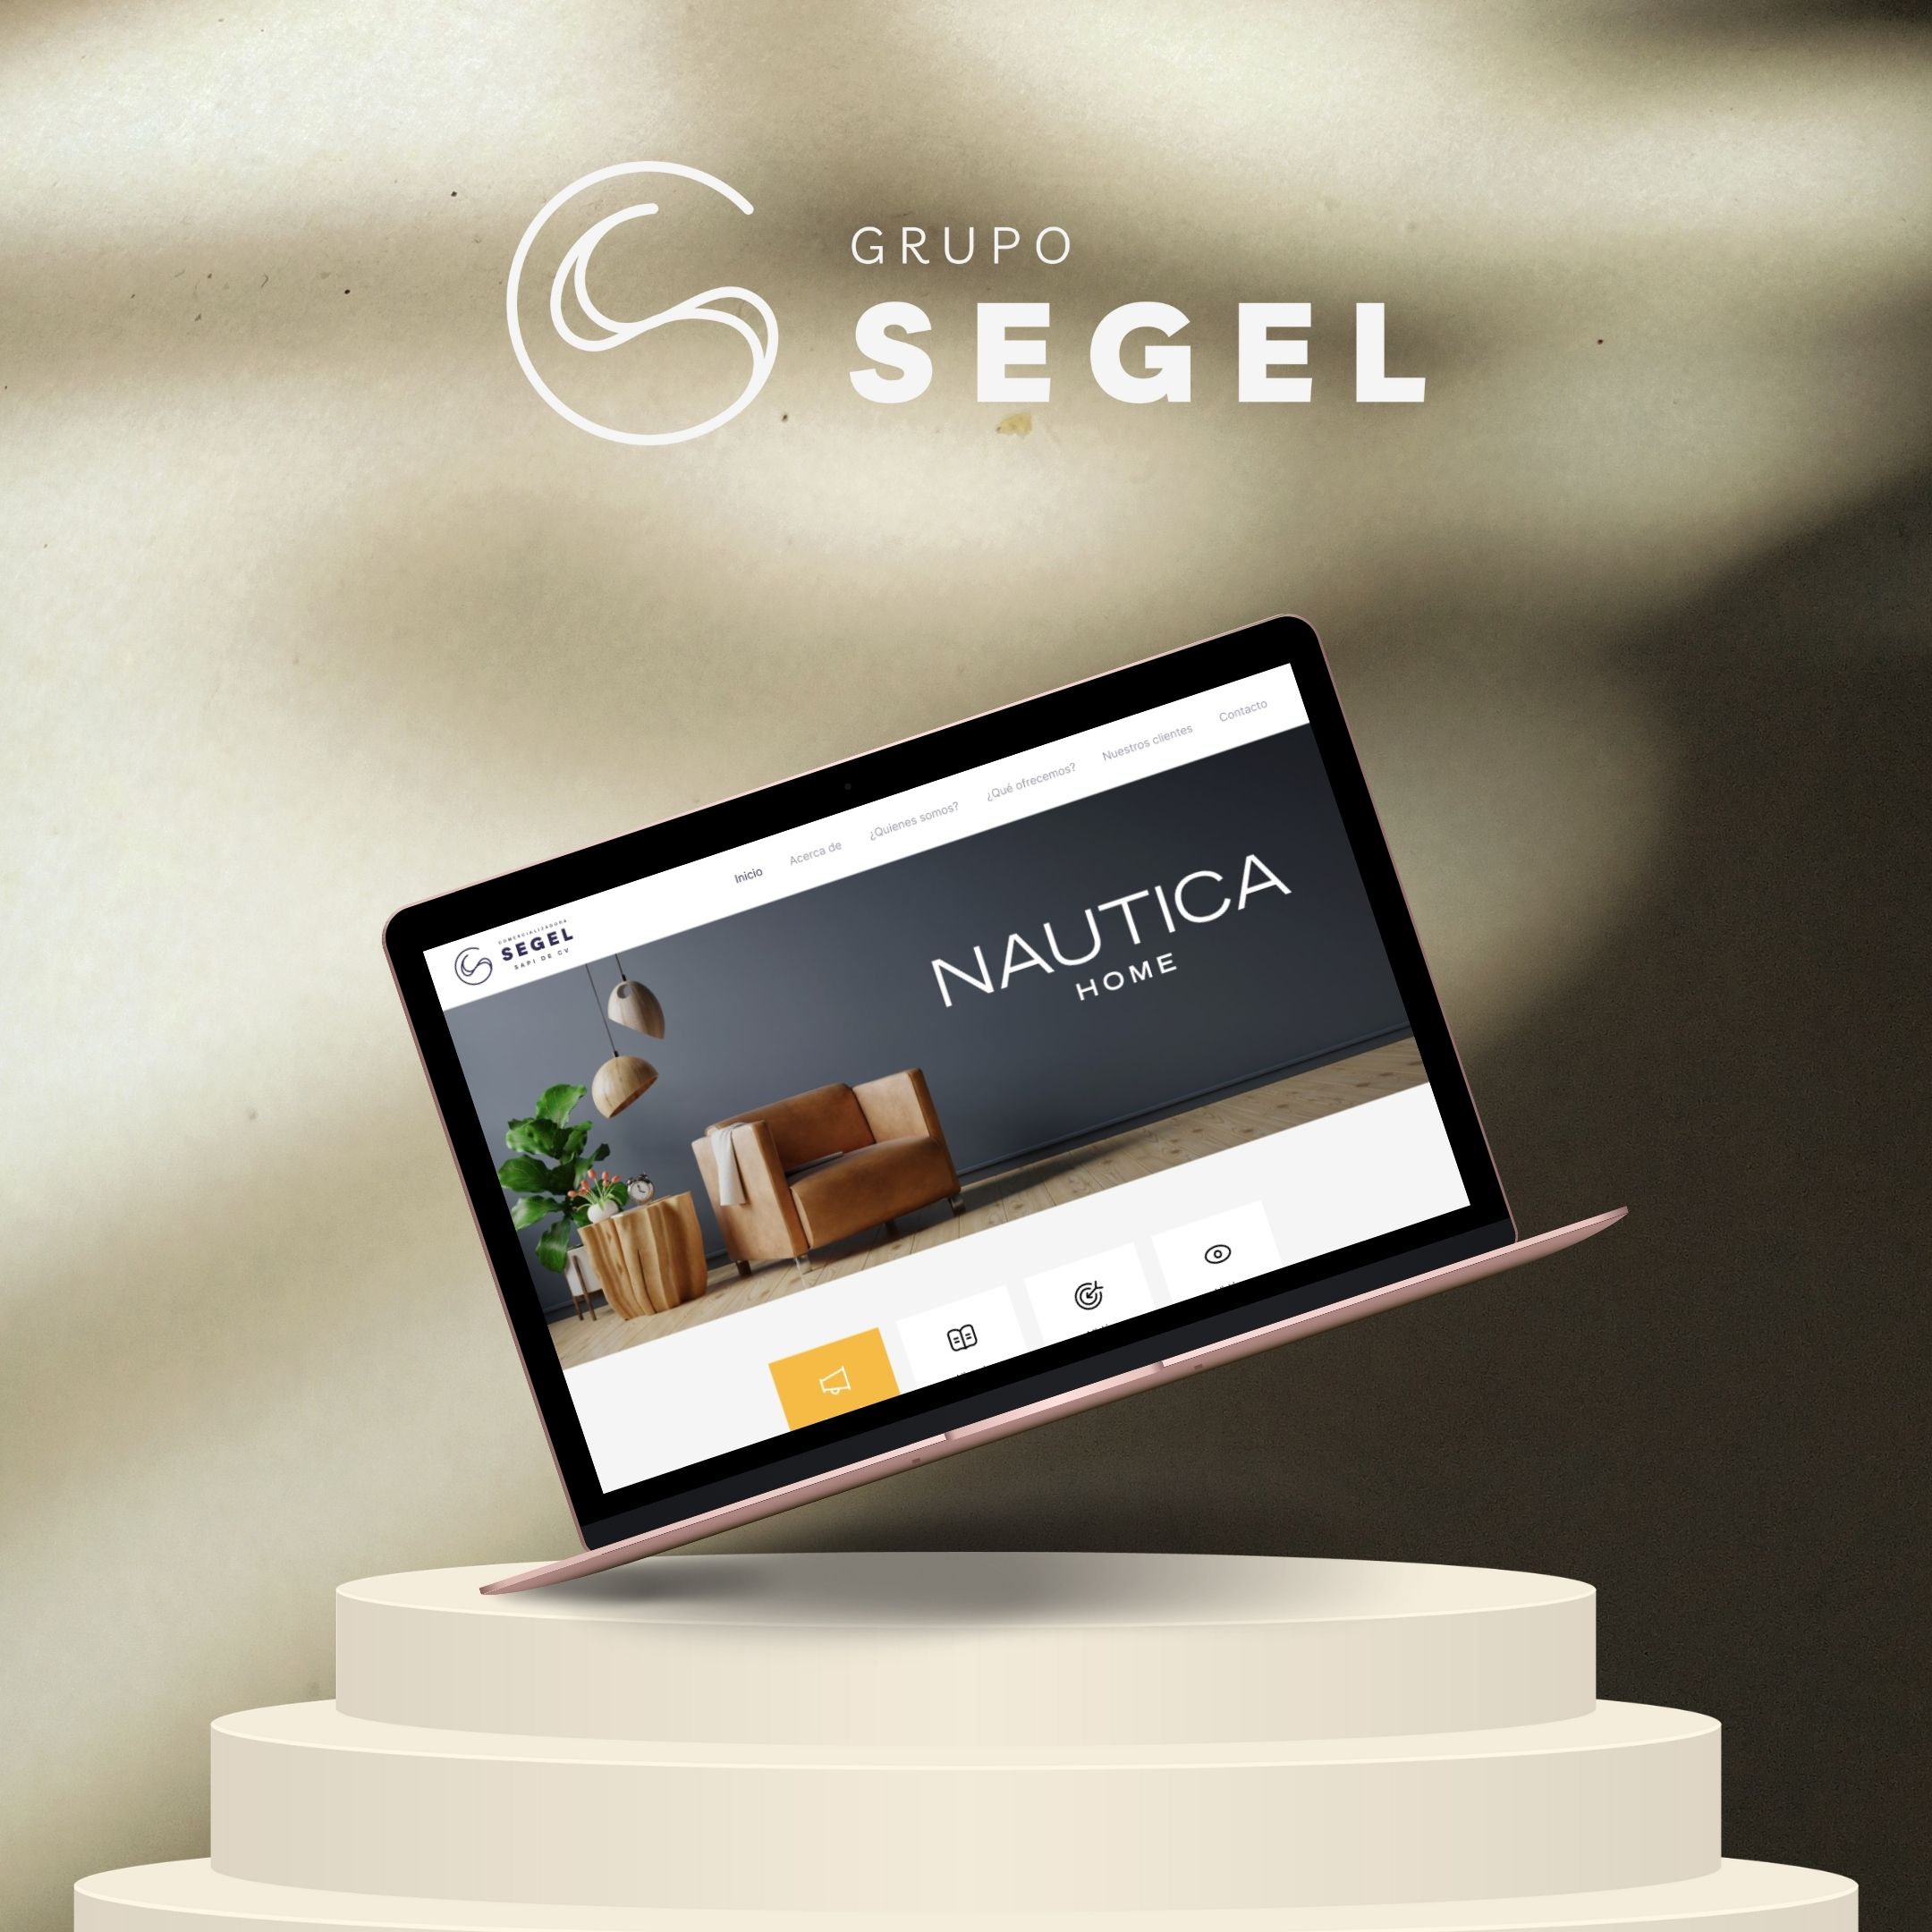 GRUPO
SEGEL
Inicio Acerca de ¿Quienes somos? ¿Qué ofrecemos? Nuestros clientes Contacto
COMERCIALIZADORA
SEGEL
SAPI DE CV
NAUTICA
HOME